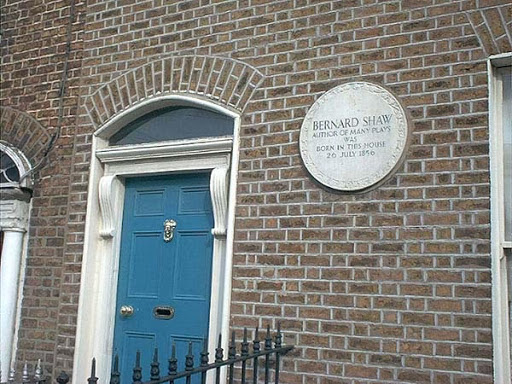 BERNARD SHAW
AUTHOR OF MANY PLAYS
WAS
BORN IN THIS HOUSE
26 JULY 1856